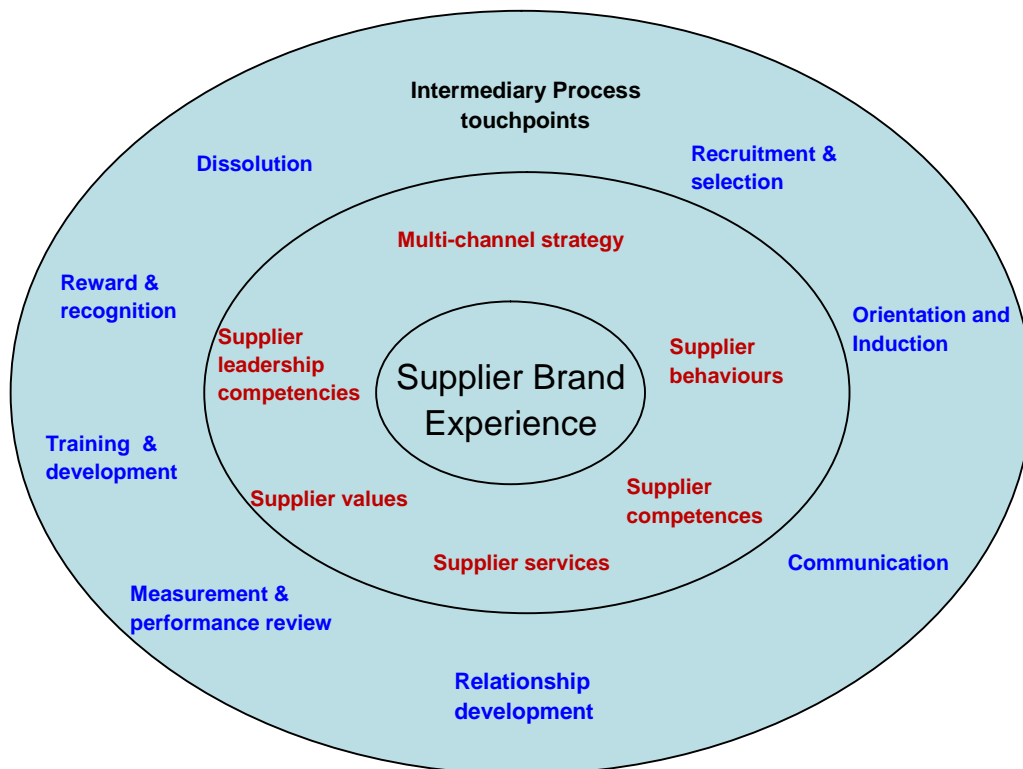 Intermediary Process
touchpoints
Dissolution
Recruitment &
selection
Multi-channel strategy
Reward &
recognition
Orientation and
Induction
Supplier
leadership
competencies
Supplier
behaviours
Supplier Brand
Experience
Training  &
development
Supplier values
Supplier
competences
Supplier services
Communication
Measurement &
performance review
Relationship
development